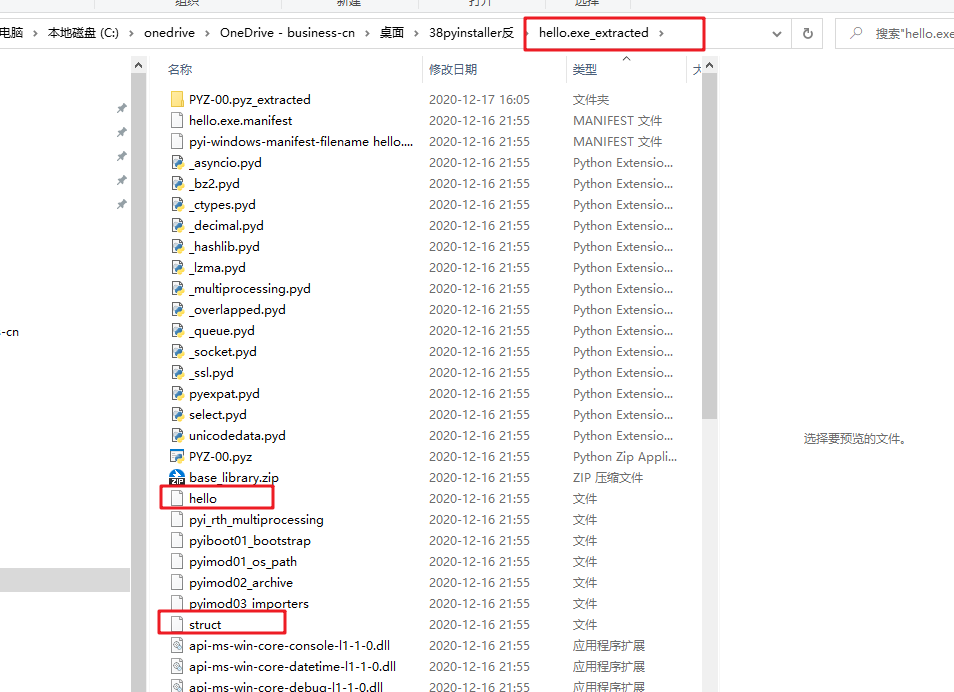 组织 新建 打开 选择
电脑 > 本地磁盘 (C:) > onedrive > OneDrive - business-cn > 桌面 > 38pyinstaller反 > hello.exe_extracted > 搜索"hello.exe
名称 修改日期 类型 大
PYZ-00.pyz_extracted 2020-12-17 16:05 文件夹
hello.exe.manifest 2020-12-16 21:55 MANIFEST 文件
pyi-windows-manifest-filename hello.... 2020-12-16 21:55 MANIFEST 文件
_asyncio.pyd 2020-12-16 21:55 Python Extensio...
_bz2.pyd 2020-12-16 21:55 Python Extensio...
_ctypes.pyd 2020-12-16 21:55 Python Extensio...
_decimal.pyd 2020-12-16 21:55 Python Extensio...
_hashlib.pyd 2020-12-16 21:55 Python Extensio...
_lzma.pyd 2020-12-16 21:55 Python Extensio...
_multiprocessing.pyd 2020-12-16 21:55 Python Extensio...
_overlapped.pyd 2020-12-16 21:55 Python Extensio...
_queue.pyd 2020-12-16 21:55 Python Extensio...
-cn
_socket.pyd 2020-12-16 21:55 Python Extensio...
_ssl.pyd 2020-12-16 21:55 Python Extensio...
pyexpat.pyd 2020-12-16 21:55 Python Extensio...
select.pyd 2020-12-16 21:55 Python Extensio...
unicodedata.pyd 2020-12-16 21:55 Python Extensio...
选择要预览的文件。
PYZ-00.pyz 2020-12-16 21:55 Python Zip Appli...
base_library.zip 2020-12-16 21:55 ZIP 压缩文件
hello 2020-12-16 21:55 文件
pyi_rth_multiprocessing 2020-12-16 21:55 文件
pyiboot01_bootstrap 2020-12-16 21:55 文件
pyimod01_os_path 2020-12-16 21:55 文件
pyimod02_archive 2020-12-16 21:55 文件
pyimod03_importers 2020-12-16 21:55 文件
struct 2020-12-16 21:55 文件
api-ms-win-core-console-l1-1-0.dll 2020-12-16 21:55 应用程序扩展
api-ms-win-core-datetime-l1-1-0.dll 2020-12-16 21:55 应用程序扩展
api-ms-win-core-debug-l1-1-0.dll 2020-12-16 21:55 应用程序扩展